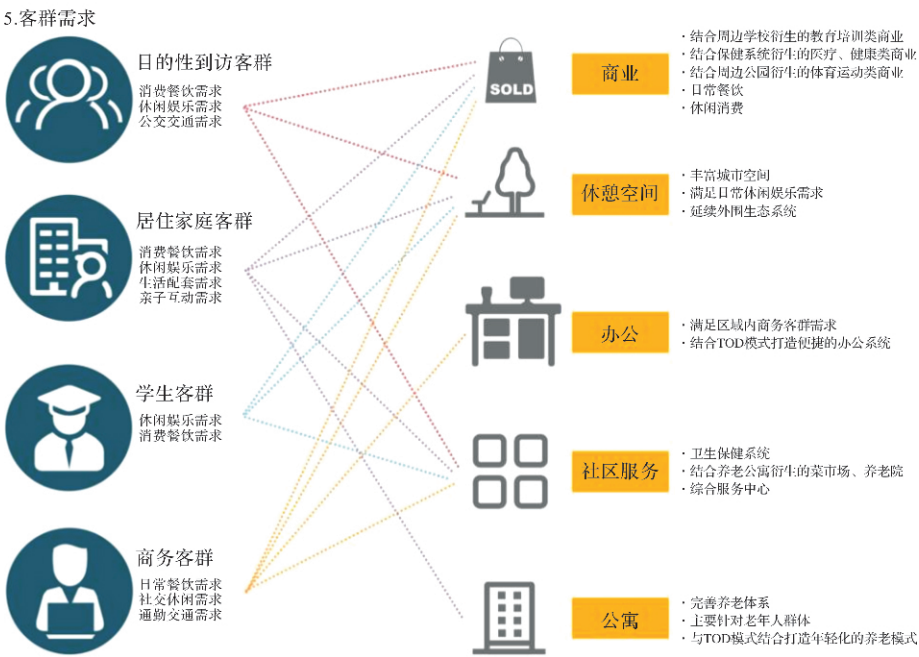 5.客群需求
目的性到访客群
消费餐饮需求
休闲娱乐需求
公交交通需求
居住家庭客群
消费餐饮需求
休闲娱乐需求
生活配套需求
亲子互动需求
学生客群
休闲娱乐需求
消费餐饮需求
商务客群
日常餐饮需求
社交休闲需求
通勤交通需求
SOLD
商业
·结合周边学校衍生的教育培训类商业
·结合保健系统衍生的医疗、健康类商业
·结合周边公园衍生的体育运动类商业
·日常餐饮
·休闲消费
休憩空间
·丰富城市空间
·满足日常休闲娱乐需求
·延续外围生态系统
办公
·满足区域内商务客群需求
·结合TOD模式打造便捷的办公系统
社区服务
·卫生保健系统
·结合养老公寓衍生的菜市场、养老院
·综合服务中心
公寓
·完善养老体系
·主要针对老年人群体
·与TOD模式结合打造年轻化的养老模式